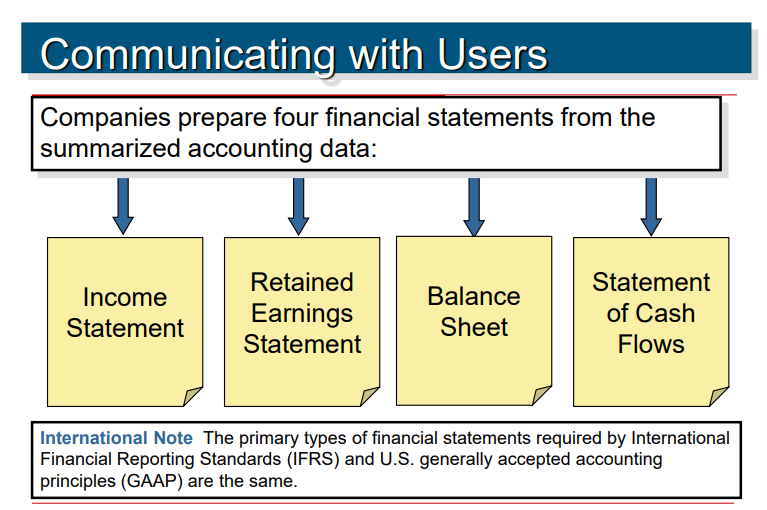 Communicating with Users
Companies prepare four financial statements from the
summarized accounting data:
Income
Statement
Retained
Earnings
Statement
Balance
Sheet
Statement
of Cash
Flows
International Note The primary types of financial statements required by International
Financial Reporting Standards (IFRS) and U.S. generally accepted accounting
principles (GAAP) are the same.